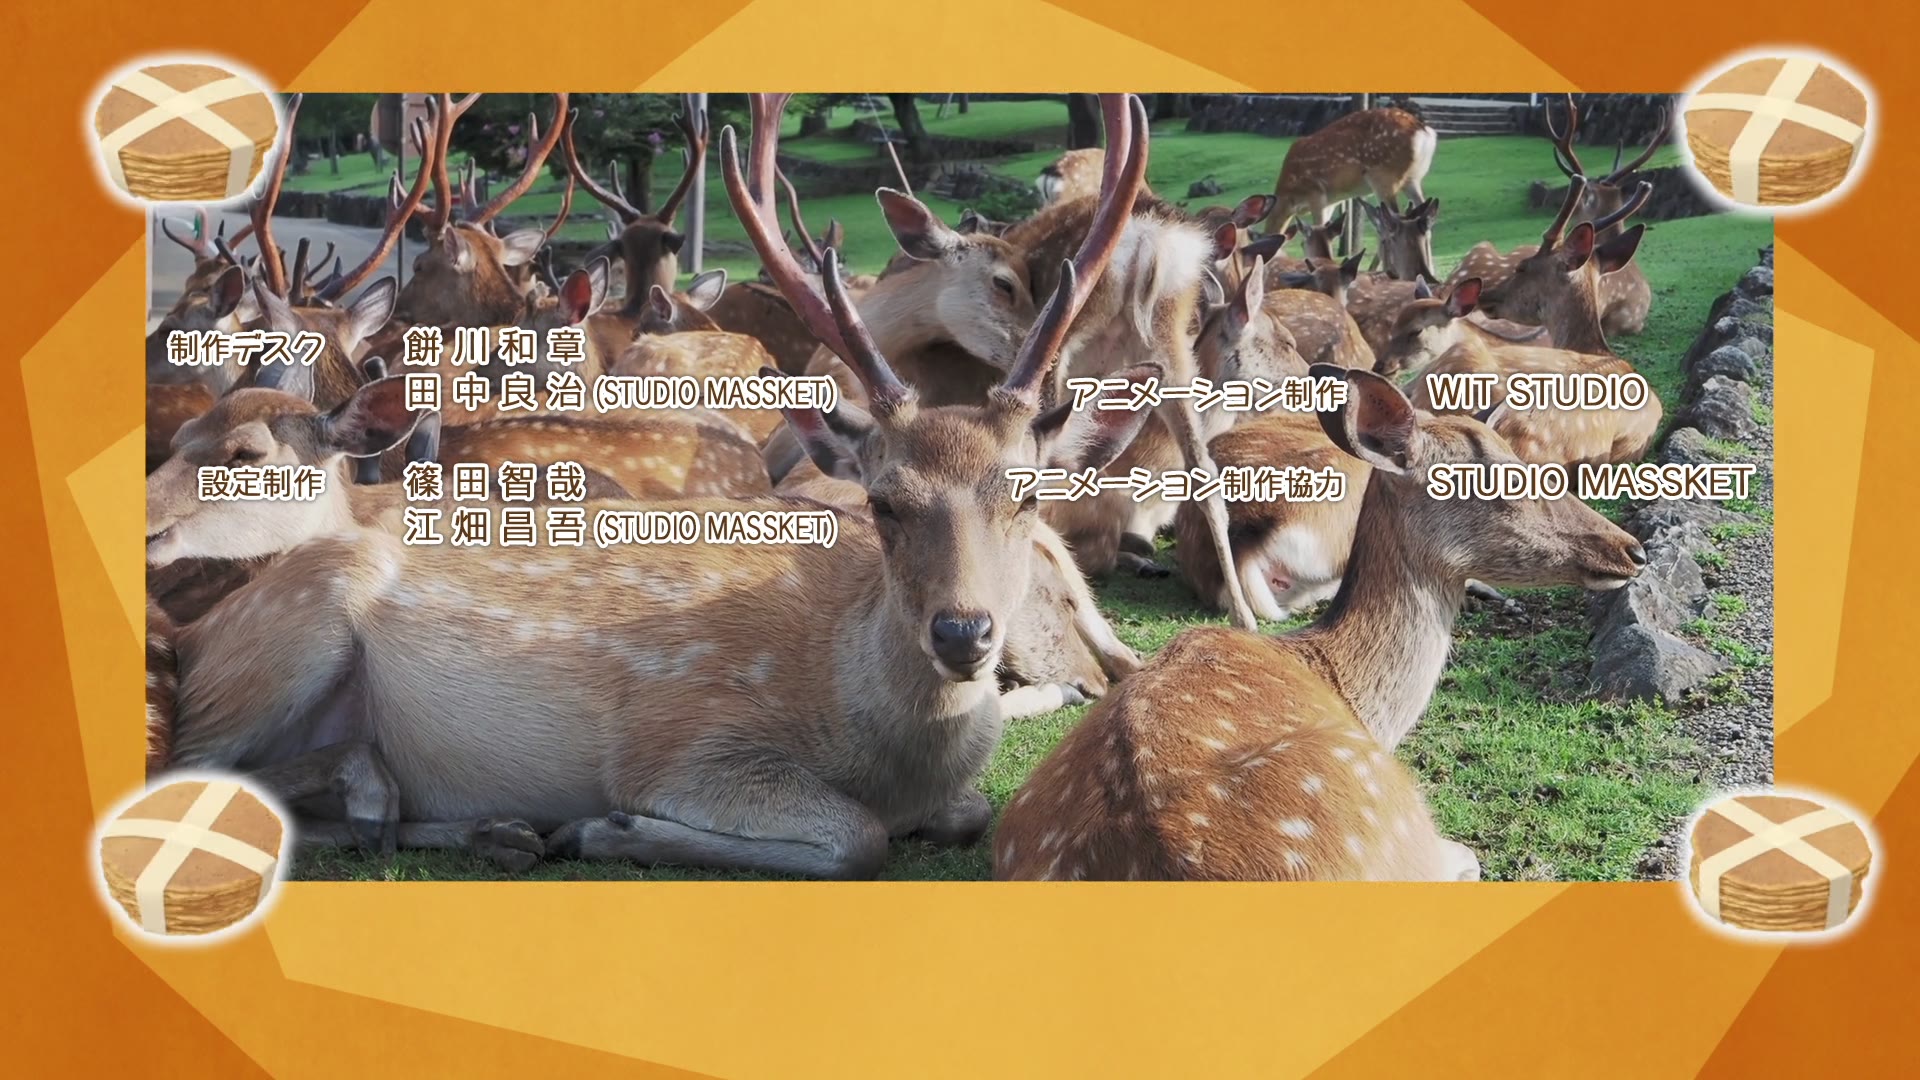 制作デスク
餅川和章
田中良治(STUDIO MASSKET)
設定制作
篠田智哉
江畑昌吾(STUDIO MASSKET)
アニメーション制作
WIT STUDIO
アニメーション制作協力
STUDIO MASSKET